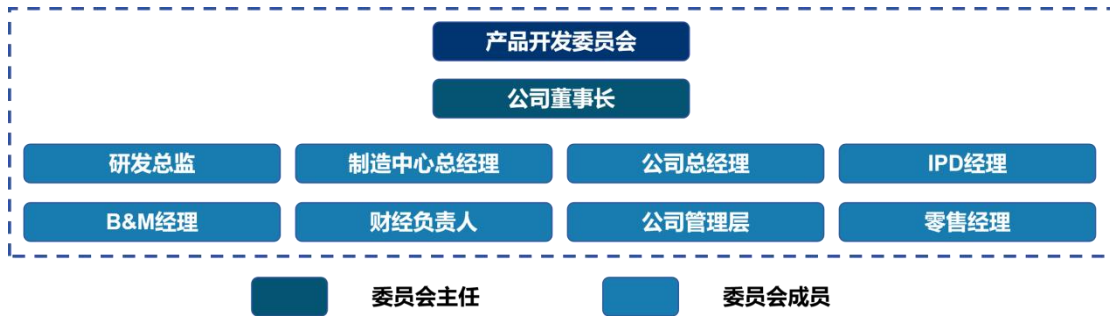 产品开发委员会
公司董事长
研发总监 制造中心总经理 公司总经理 IPD经理
B&M经理 财经负责人 公司管理层 零售经理
委员会主任 委员会成员